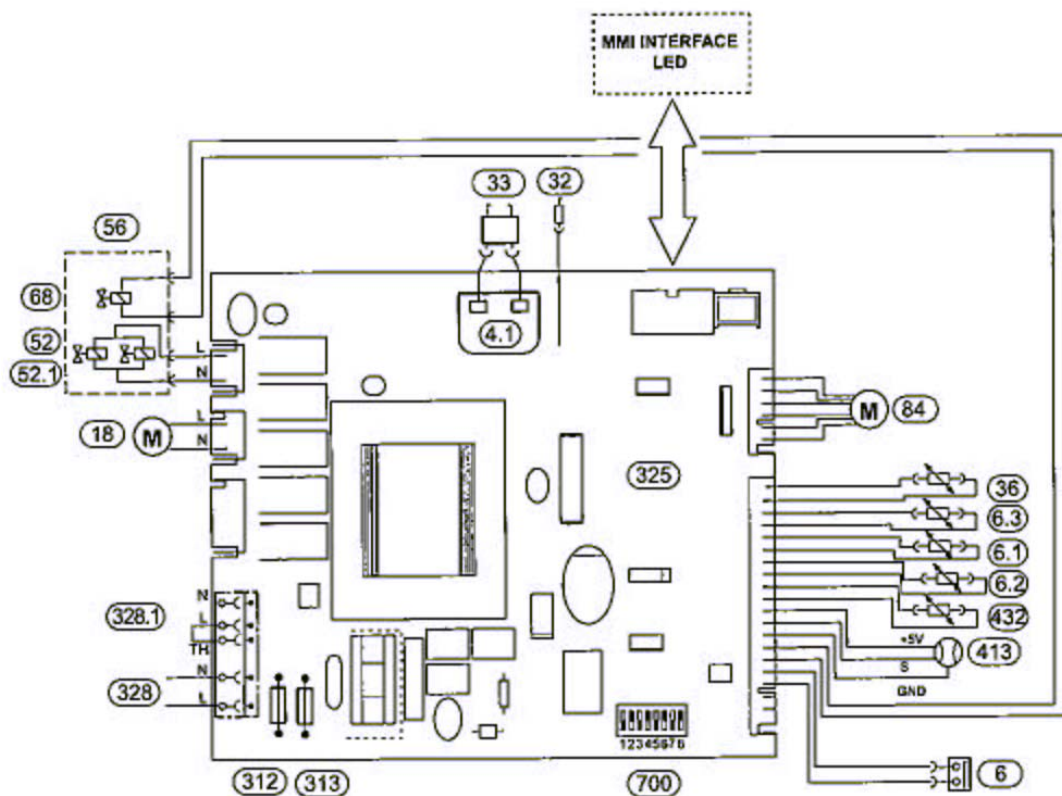 MMI INTERFACE
LED
33
32
56
68
52
52.1
L
N
4.1
18
L
N
M
M
84
325
36
6.3
6.1
6.2
432
+5V
413
S
GND
328.1
N
L
TH
328
N
L
12345678
312
313
700
6